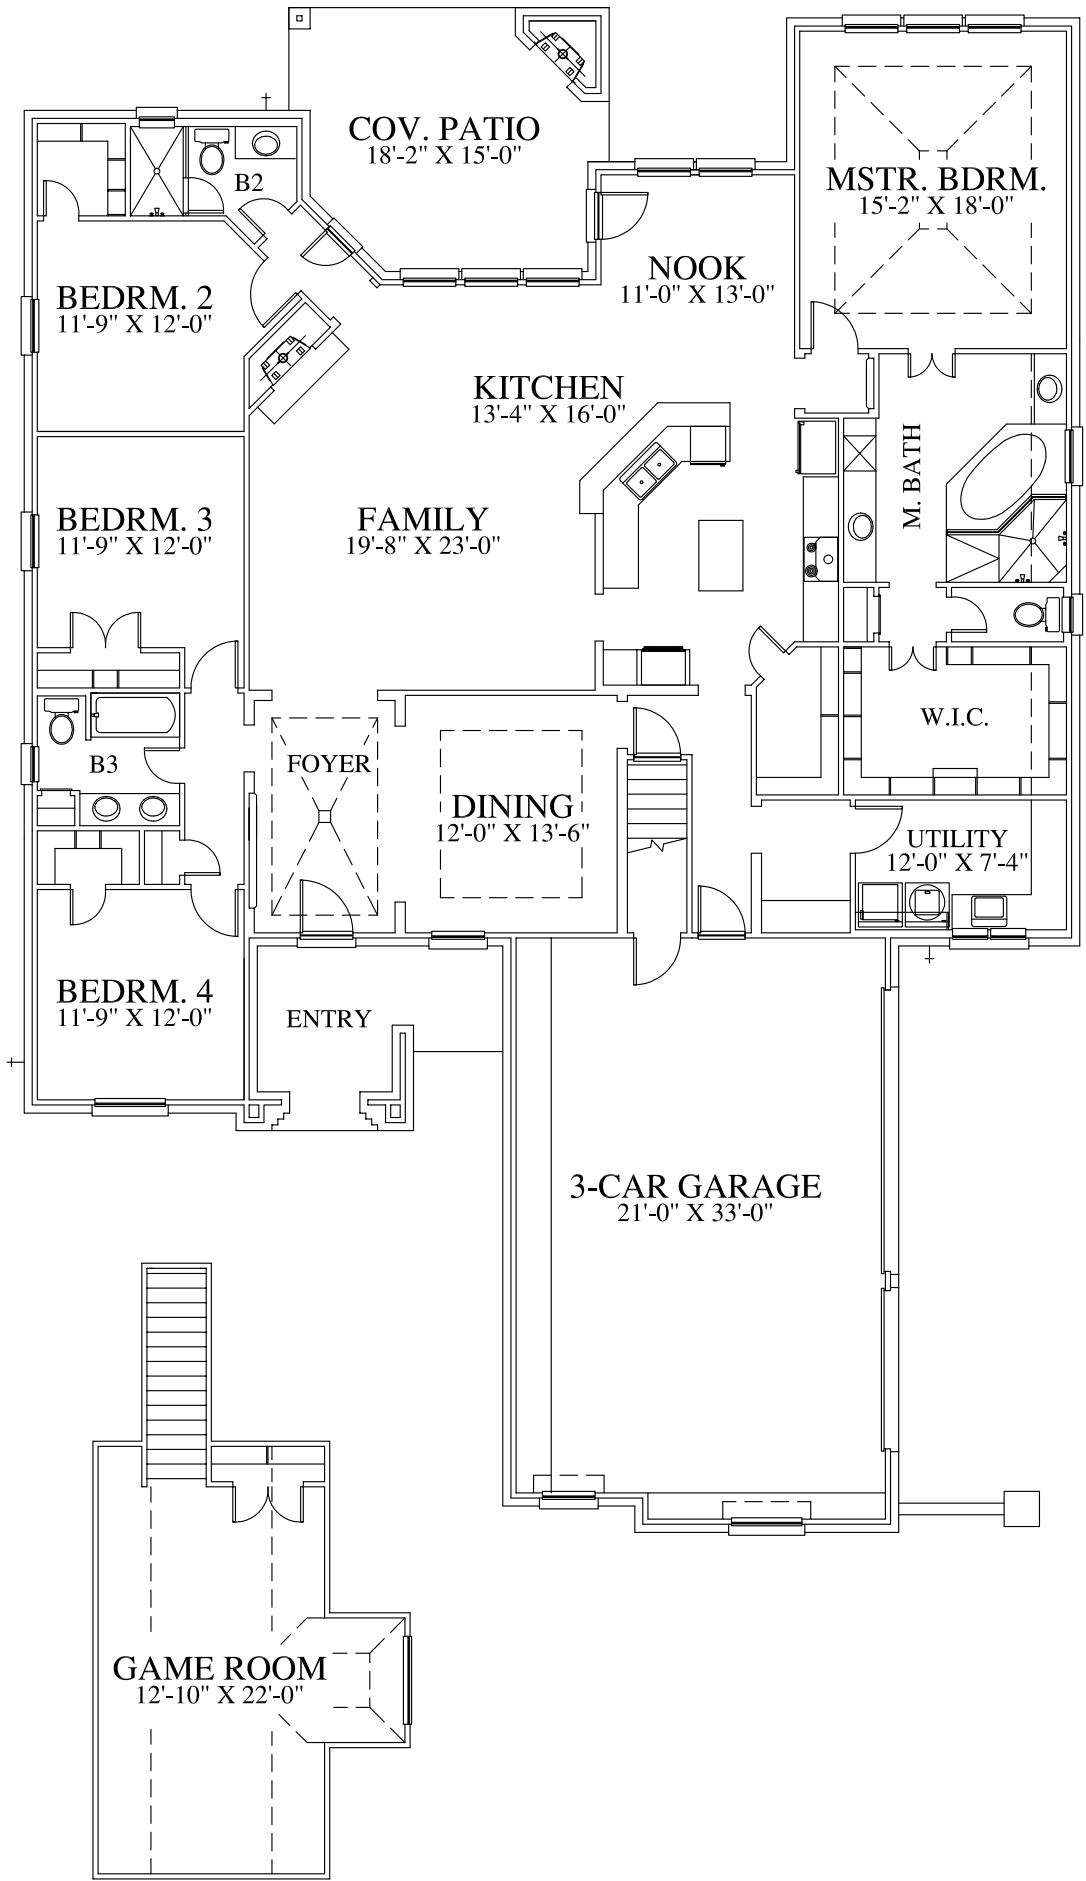 COV. PATIO
18'-2" X 15'-0"
MSTR. BDRM.
15'-2" X 18'-0"
B2
NOOK
11'-0" X 13'-0"
BEDRM. 2
11'-9" X 12'-0"
KITCHEN
13'-4" X 16'-0"
M. BATH
BEDRM. 3
11'-9" X 12'-0"
FAMILY
19'-8" X 23'-0"
W.I.C.
B3
FOYER
DINING
12'-0" X 13'-6"
UTILITY
12'-0" X 7'-4"
BEDRM. 4
11'-9" X 12'-0"
ENTRY
3-CAR GARAGE
21'-0" X 33'-0"
GAME ROOM
12'-10" X 22'-0"